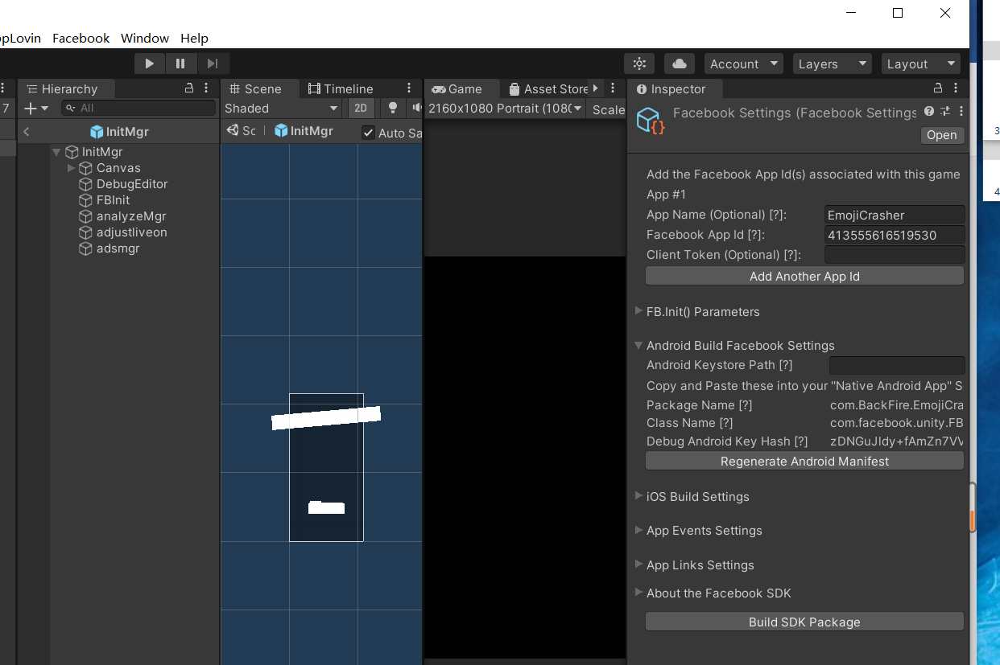 pLovin Facebook Window Help
Account Layers Layout
Hierarchy
7
All
InitMgr
InitMgr
Canvas
DebugEditor
FBInit
analyzeMgr
adjustliveon
adsmgr
Scene Timeline
Shaded 2D
Sc InitMgr Auto Sa
Game Asset Store
2160x1080 Portrait (1080 Scale
Inspector
Facebook Settings (Facebook Settings
Open
Add the Facebook App Id(s) associated with this game
App #1
App Name (Optional) [?]: EmojiCrasher
Facebook App Id [?]: 413555616519530
Client Token (Optional) [?]:
Add Another App Id
FB.Init() Parameters
Android Build Facebook Settings
Android Keystore Path [?]
Copy and Paste these into your "Native Android App" S
Package Name [?] com.BackFire.EmojiCra
Class Name [?] com.facebook.unity.FB
Debug Android Key Hash [?] zDNGuJIdy+fAmZn7VV
Regenerate Android Manifest
iOS Build Settings
App Events Settings
App Links Settings
About the Facebook SDK
Build SDK Package
3
4